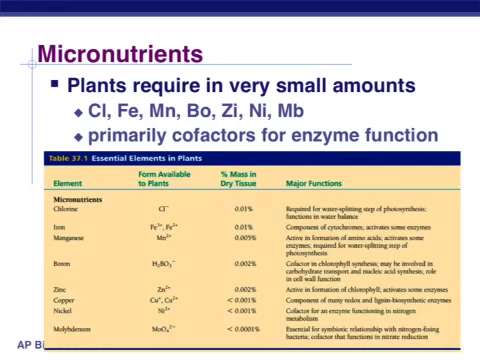 Micronutrients
Plants require in very small amounts
Cl, Fe, Mn, Bo, Zi, Ni, Mb
primarily cofactors for enzyme function
Table 37.1 Essential Elements in Plants
Element Form Available to Plants % Mass in Dry Tissue Major Functions
Micronutrients
Chlorine Cl⁻ 0.01% Required for water-splitting step of photosynthesis;
functions in water balance
Iron Fe³⁺, Fe²⁺ 0.01% Component of cytochromes; activates some enzymes
Manganese Mn²⁺ 0.005% Active in formation of amino acids; activates some
enzymes; required for water-splitting step of
photosynthesis
Boron H₂BO₃⁻ 0.002% Cofactor in chlorophyll synthesis; may be involved in
carbohydrate transport and nucleic acid synthesis; role
in cell wall function
Zinc Zn²⁺ 0.002% Active in formation of chlorophyll; activates some enzymes
Copper Cu⁺, Cu²⁺ < 0.001% Component of many redox and lignin-biosynthetic enzymes
Nickel Ni²⁺ < 0.001% Cofactor for an enzyme functioning in nitrogen
metabolism
Molybdenum MoO₄²⁻ < 0.0001% Essential for symbiotic relationship with nitrogen-fixing
bacteria; cofactor that functions in nitrate reduction
AP Bi